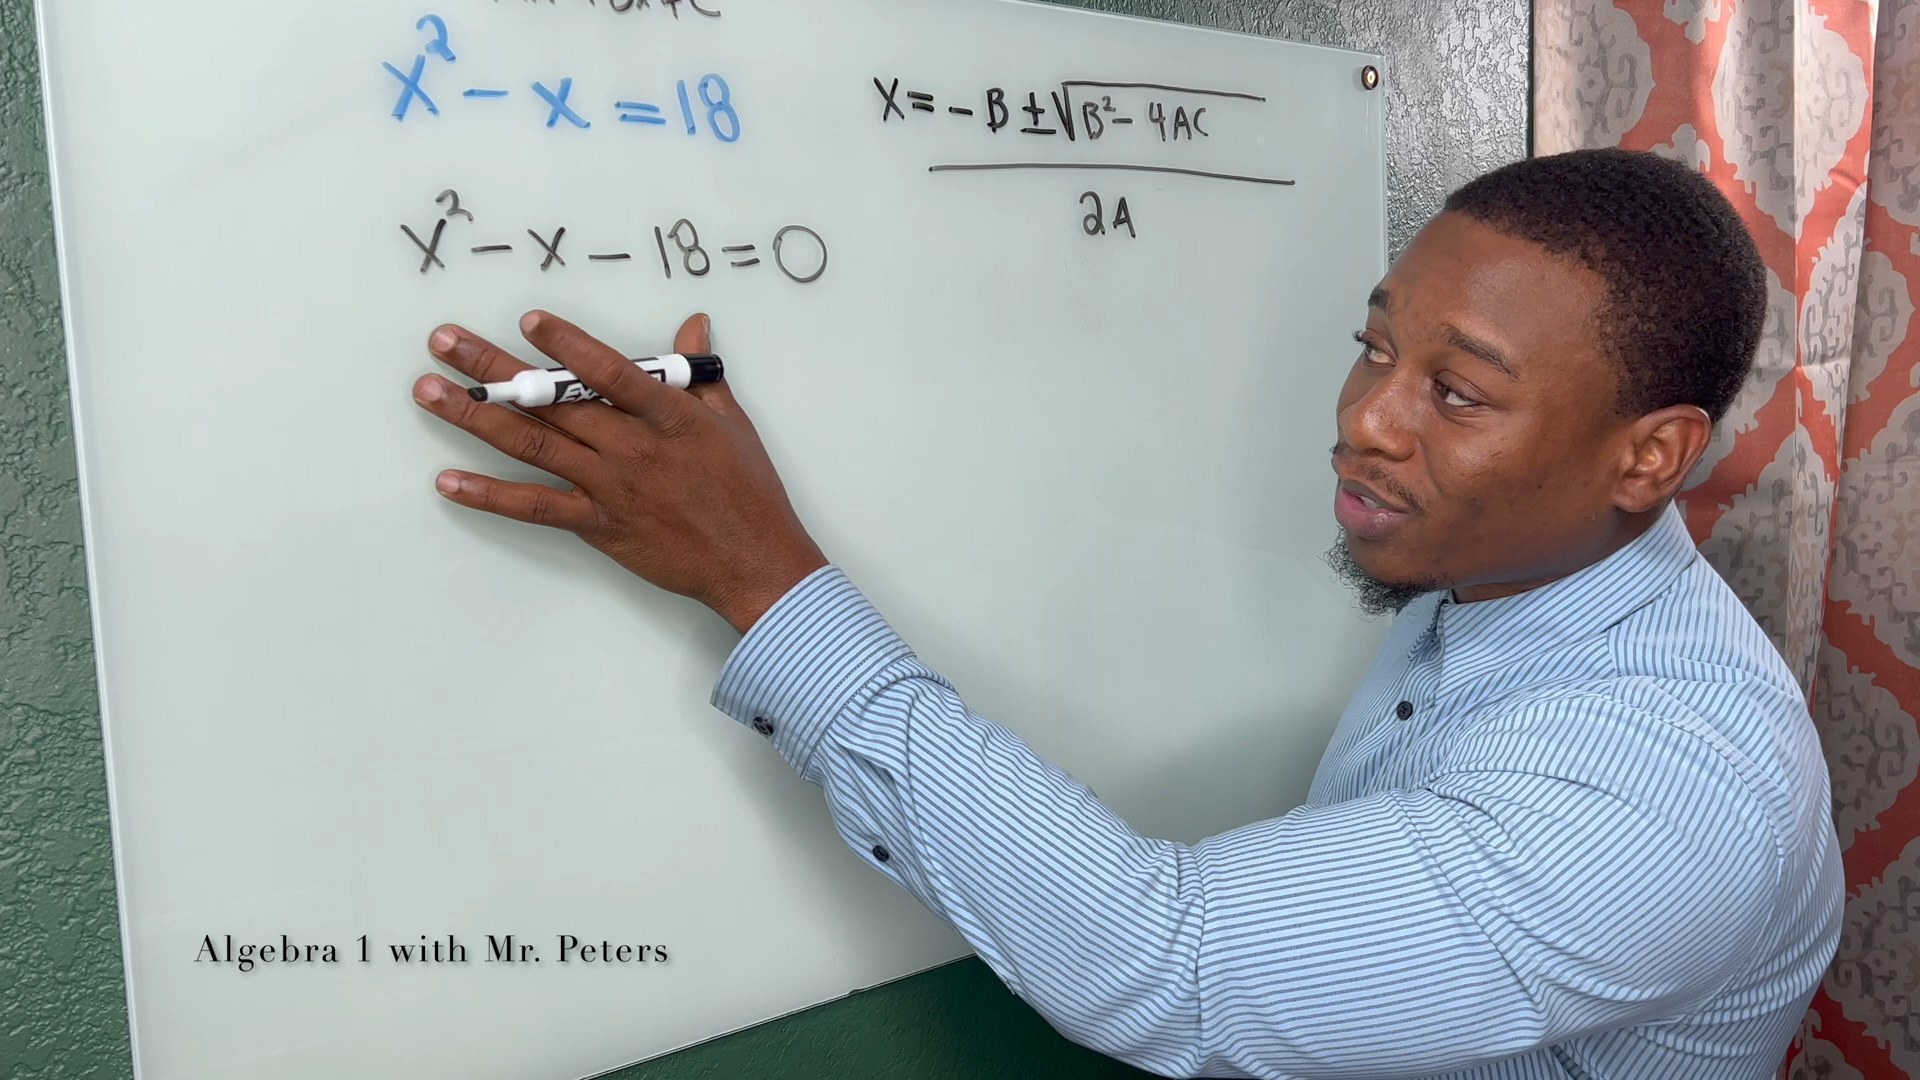 x² - x = 18
x² - x - 18 = 0
X = - B ± √B² - 4AC
2A
Algebra 1 with Mr. Peters